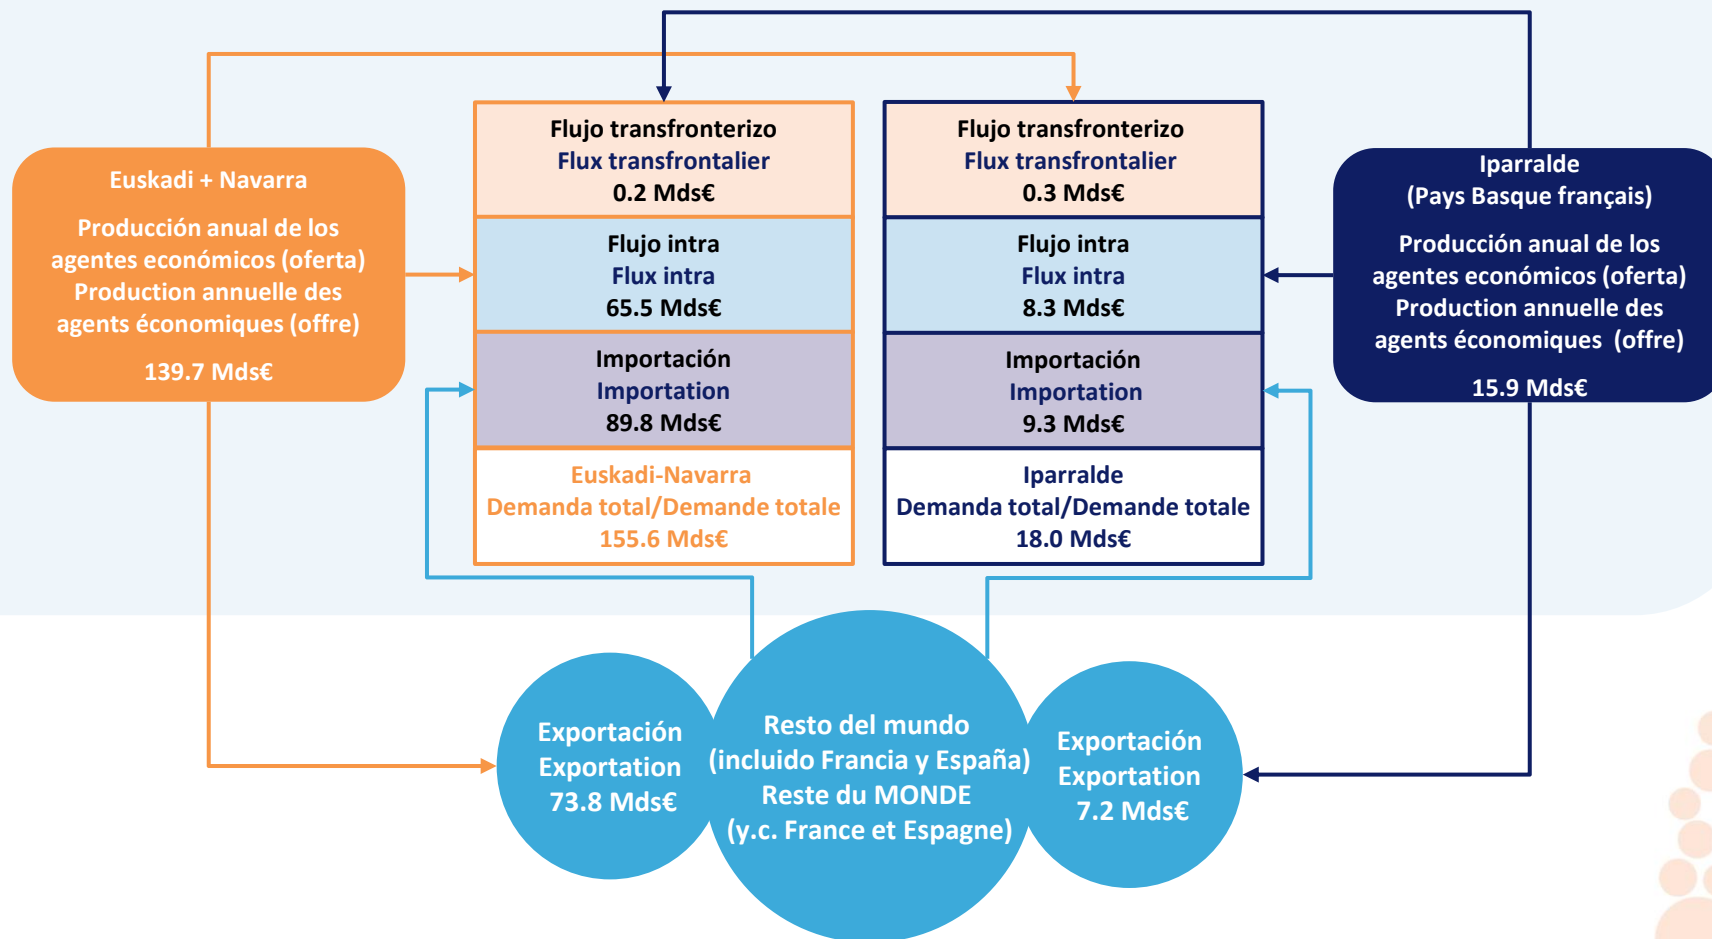 Euskadi + Navarra
Producción anual de los
agentes económicos (oferta)
Production annuelle des
agents économiques (offre)
139.7 Mds€
Flujo transfronterizo
Flux transfrontalier
0.2 Mds€
Flujo intra
Flux intra
65.5 Mds€
Importación
Importation
89.8 Mds€
Euskadi-Navarra
Demanda total/Demande totale
155.6 Mds€
Flujo transfronterizo
Flux transfrontalier
0.3 Mds€
Flujo intra
Flux intra
8.3 Mds€
Importación
Importation
9.3 Mds€
Iparralde
Demanda total/Demande totale
18.0 Mds€
Iparralde
(Pays Basque français)
Producción anual de los
agentes económicos (oferta)
Production annuelle des
agents économiques (offre)
15.9 Mds€
Exportación
Exportation
73.8 Mds€
Resto del mundo
(incluido Francia y España)
Reste du MONDE
(y.c. France et Espagne)
Exportación
Exportation
7.2 Mds€